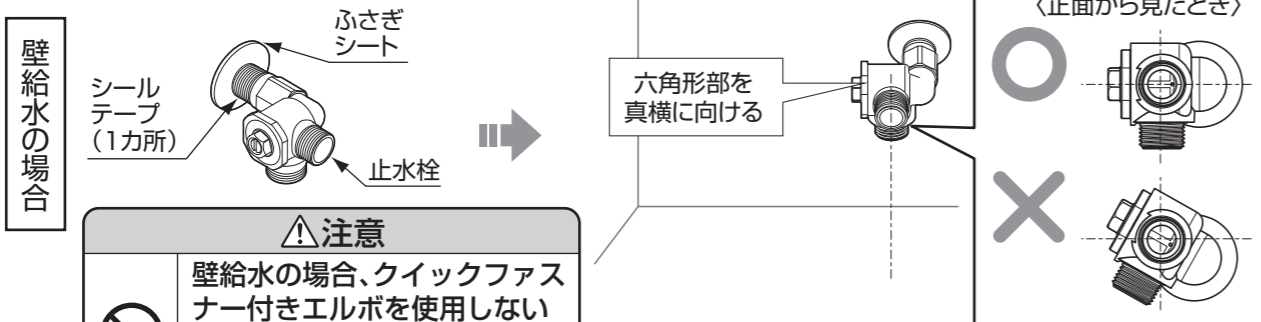 壁給水の場合
ふさぎ
シート
シール
テープ
（1カ所）
止水栓
⚠注意
壁給水の場合、クイックファス
ナー付きエルボを使用しない
六角形部を
真横に向ける
〈正面から見たとき〉